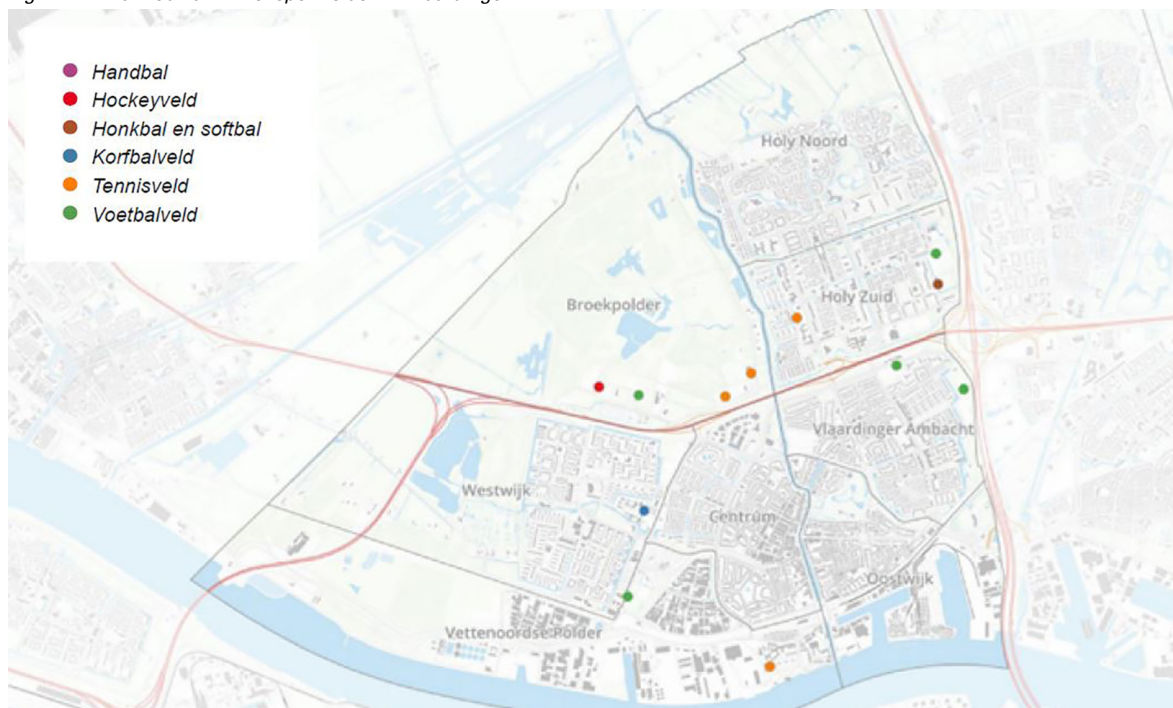 Handbal
Hockeyveld
Honkbal en softbal
Korfbalveld
Tennisveld
Voetbalveld
Holy Noord
Holy Zuid
Broekpolder
Vlaardinger Ambacht
Westwijk
Centrum
Oostwijk
Vettenoordse Polder